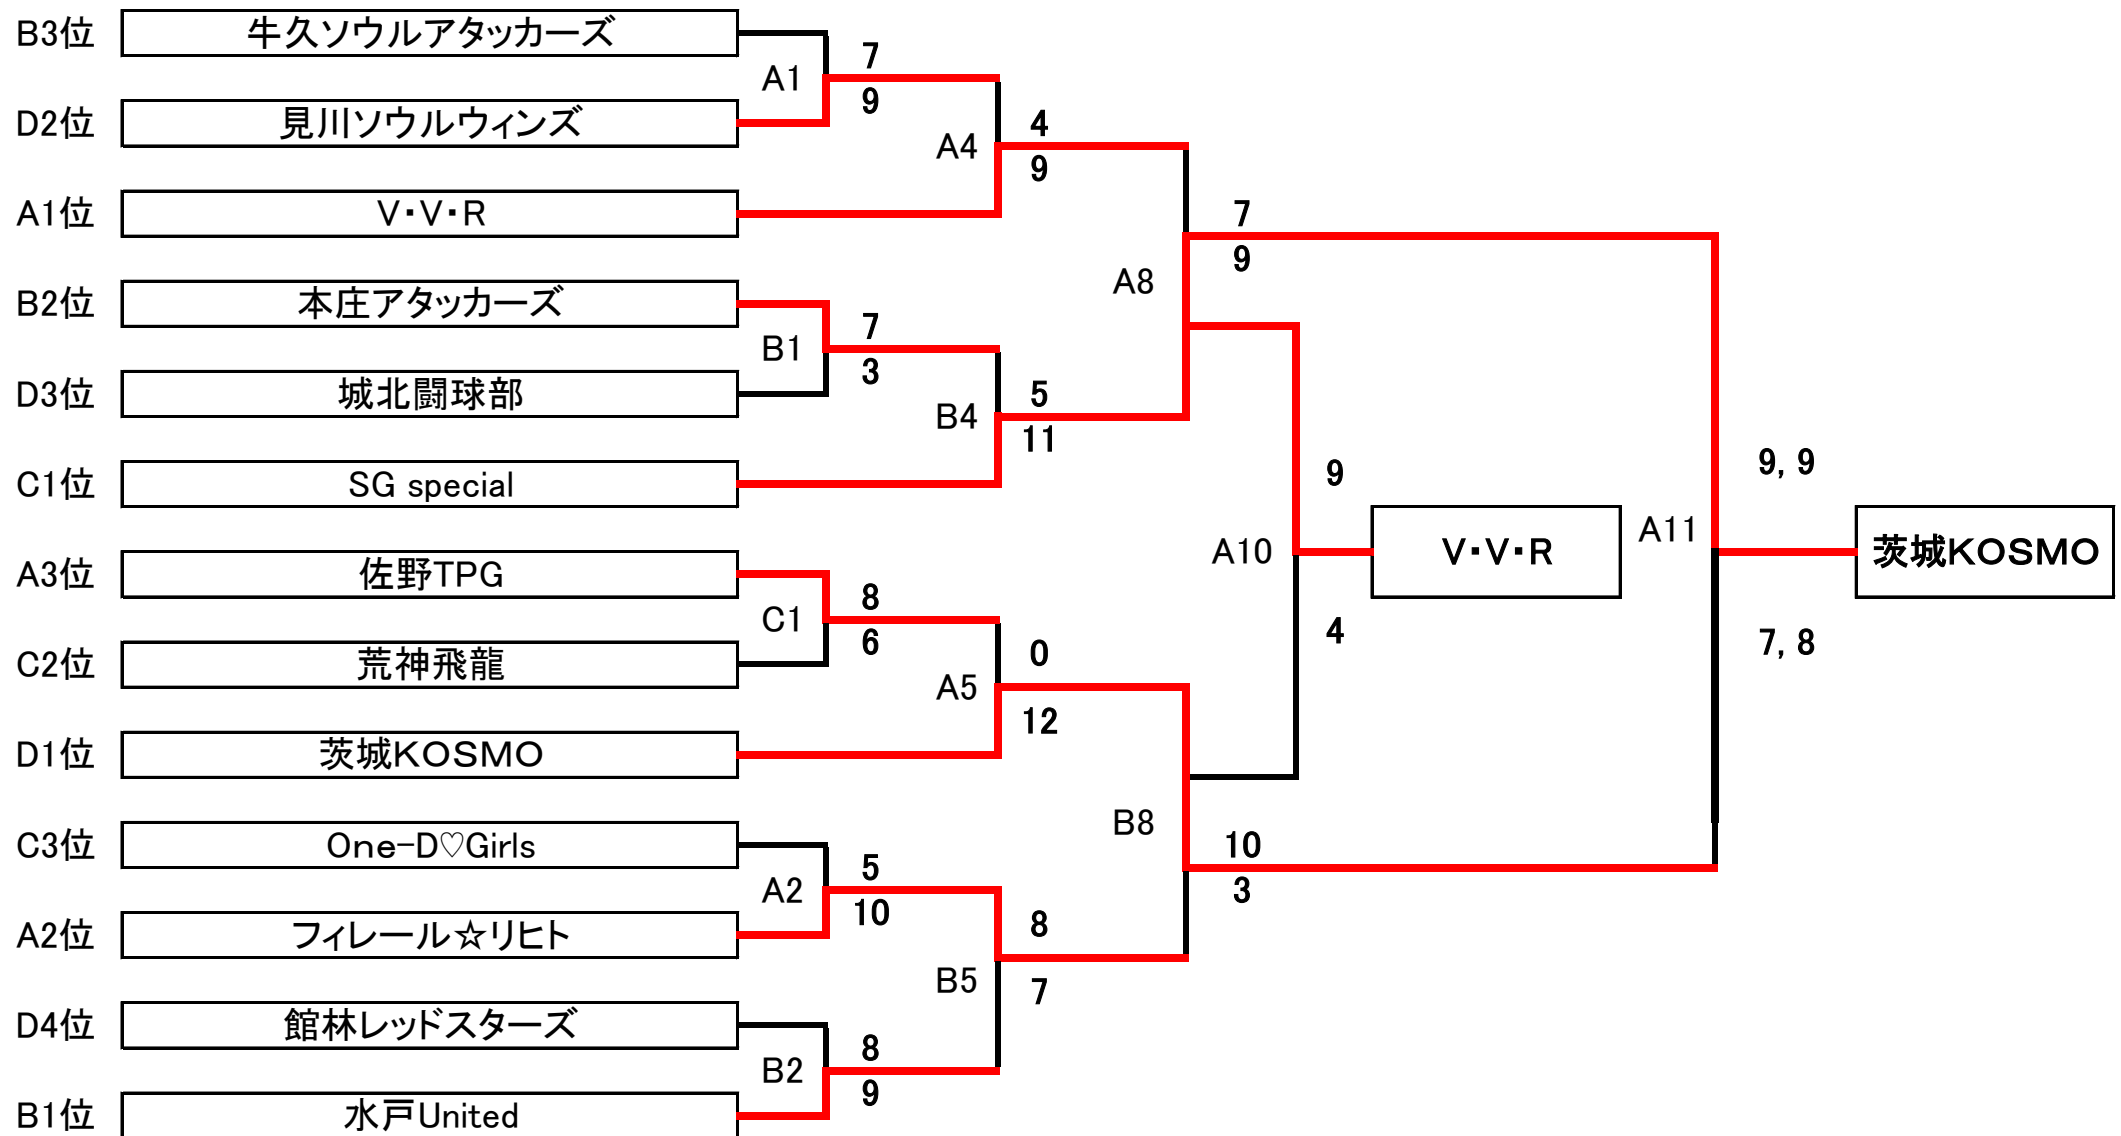 B3位 牛久ソウルアタッカーズ
7
A1
9
D2位 見川ソウルウィンズ
4
A4
9
A1位 V・V・R
7
9
A8
B2位 本庄アタッカーズ
7
B1
3
D3位 城北闘球部
5
B4
11
9, 9
C1位 SG special
9
A10
V・V・R
A11
茨城KOSMO
A3位 佐野TPG
8
C1
6
4
7, 8
C2位 荒神飛龍
0
A5
12
D1位 茨城KOSMO
B8
10
3
C3位 One-D♡Girls
5
A2
10
A2位 フィレール☆リヒト
8
B5
7
D4位 館林レッドスターズ
8
B2
9
B1位 水戸United